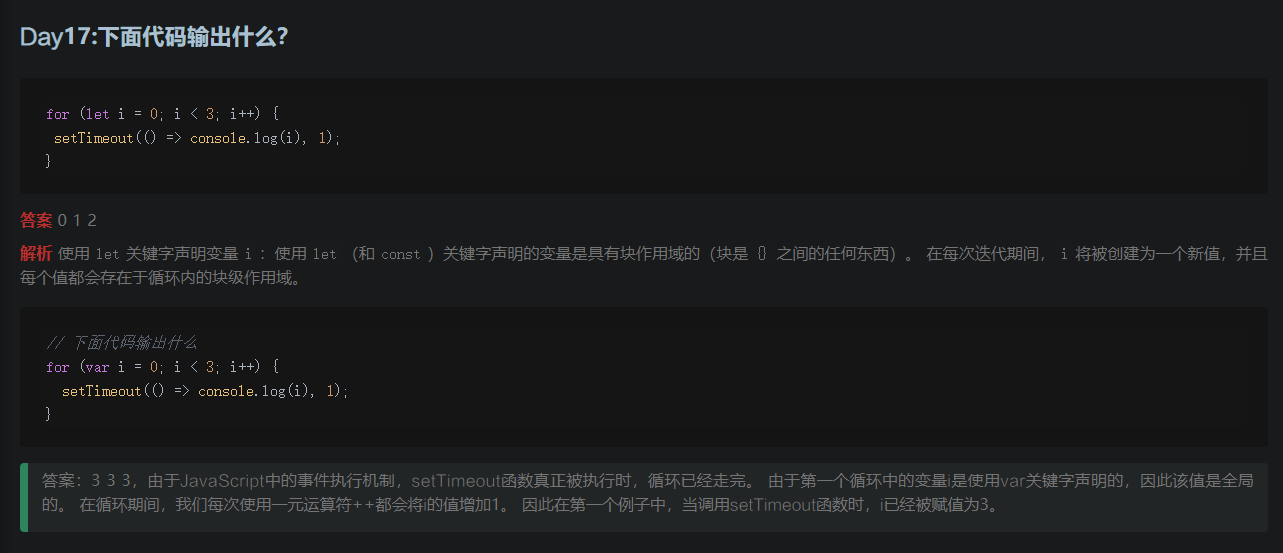 Day17:下面代码输出什么？
for (let i = 0; i < 3; i++) {
 setTimeout(() => console.log(i), 1);
}
答案 0 1 2
解析 使用 let 关键字声明变量 i ：使用 let （和 const ）关键字声明的变量是具有块作用域的（块是 {} 之间的任何东西）。 在每次迭代期间， i 将被创建为一个新值，并且
每个值都会存在于循环内的块级作用域。
// 下面代码输出什么
for (var i = 0; i < 3; i++) {
  setTimeout(() => console.log(i), 1);
}
答案：3 3 3，由于JavaScript中的事件执行机制，setTimeout函数真正被执行时，循环已经走完。 由于第一个循环中的变量i是使用var关键字声明的，因此该值是全局
的。 在循环期间，我们每次使用一元运算符++都会将i的值增加1。 因此在第一个例子中，当调用setTimeout函数时，i已经被赋值为3。